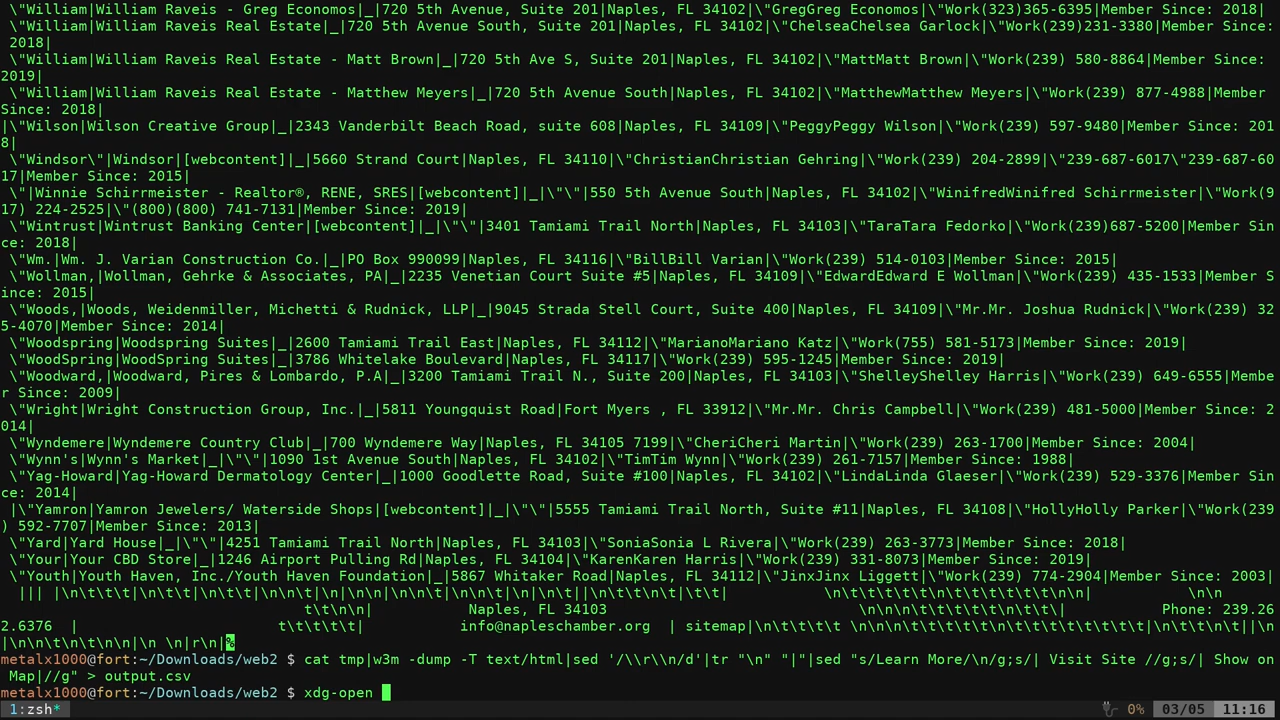 \"William|William Raveis - Greg Economos|_|720 5th Avenue, Suite 201|Naples, FL 34102|\"GregGreg Economos|\"Work(323)365-6395|Member Since: 2018|
\"William|William Raveis Real Estate|_|720 5th Avenue South, Suite 201|Naples, FL 34102|\"ChelseaChelsea Garlock|\"Work(239)231-3380|Member Since:
2018|
\"William|William Raveis Real Estate - Matt Brown|_|720 5th Ave S, Suite 201|Naples, FL 34102|\"MattMatt Brown|\"Work(239) 580-8864|Member Since:
2019|
\"William|William Raveis Real Estate - Matthew Meyers|_|720 5th Avenue South|Naples, FL 34102|\"MatthewMatthew Meyers|\"Work(239) 877-4988|Member
Since: 2018|
|\"Wilson|Wilson Creative Group|_|2343 Vanderbilt Beach Road, suite 608|Naples, FL 34109|\"PeggyPeggy Wilson|\"Work(239) 597-9480|Member Since: 201
8|
\"Windsor\"|Windsor|[webcontent]|_|5660 Strand Court|Naples, FL 34110|\"ChristianChristian Gehring|\"Work(239) 204-2899|\"239-687-6017\"239-687-60
17|Member Since: 2015|
\"\"|Winnie Schirrmeister - Realtor®, RENE, SRES|[webcontent]|_|\"\"|550 5th Avenue South|Naples, FL 34102|\"WinifredWinifred Schirrmeister|\"Work(9
17) 224-2525|\"(800)(800) 741-7131|Member Since: 2019|
\"Wintrust|Wintrust Banking Center|[webcontent]|_|\"\"|3401 Tamiami Trail North|Naples, FL 34103|\"TaraTara Fedorko|\"Work(239)687-5200|Member Sin
ce: 2018|
\"Wm.|Wm. J. Varian Construction Co.|_|PO Box 990099|Naples, FL 34116|\"BillBill Varian|\"Work(239) 514-0103|Member Since: 2015|
\"Wollman,|Wollman, Gehrke & Associates, PA|_|2235 Venetian Court Suite #5|Naples, FL 34109|\"EdwardEdward E Wollman|\"Work(239) 435-1533|Member S
ince: 2015|
\"Woods,|Woods, Weidenmiller, Michetti & Rudnick, LLP|_|9045 Strada Stell Court, Suite 400|Naples, FL 34109|\"Mr.Mr. Joshua Rudnick|\"Work(239) 32
5-4070|Member Since: 2014|
\"Woodspring|Woodspring Suites|_|2600 Tamiami Trail East|Naples, FL 34112|\"MarianoMariano Katz|\"Work(755) 581-5173|Member Since: 2019|
\"WoodSpring|WoodSpring Suites|_|3786 Whitelake Boulevard|Naples, FL 34117|\"Work(239) 595-1245|Member Since: 2019|
\"Woodward,|Woodward, Pires & Lombardo, P.A|_|3200 Tamiami Trail N., Suite 200|Naples, FL 34103|\"ShelleyShelley Harris|\"Work(239) 649-6555|Membe
r Since: 2009|
\"Wright|Wright Construction Group, Inc.|_|5811 Youngquist Road|Fort Myers , FL 33912|\"Mr.Mr. Chris Campbell|\"Work(239) 481-5000|Member Since: 2
014|
\"Wyndemere|Wyndemere Country Club|_|700 Wyndemere Way|Naples, FL 34105 7199|\"CheriCheri Martin|\"Work(239) 263-1700|Member Since: 2004|
\"Wynn's|Wynn's Market|_|\"\"|1090 1st Avenue South|Naples, FL 34102|\"TimTim Wynn|\"Work(239) 261-7157|Member Since: 1988|
\"Yag-Howard|Yag-Howard Dermatology Center|_|1000 Goodlette Road, Suite #100|Naples, FL 34102|\"LindaLinda Glaeser|\"Work(239) 529-3376|Member Sin
ce: 2014|
|\"Yamron|Yamron Jewelers/ Waterside Shops|[webcontent]|_|\"\"|5555 Tamiami Trail North, Suite #11|Naples, FL 34108|\"HollyHolly Parker|\"Work(239
) 592-7707|Member Since: 2013|
\"Yard|Yard House|_|\"\"|4251 Tamiami Trail North|Naples, FL 34103|\"SoniaSonia L Rivera|\"Work(239) 263-3773|Member Since: 2018|
\"Your|Your CBD Store|_|1246 Airport Pulling Rd|Naples, FL 34104|\"KarenKaren Harris|\"Work(239) 331-8073|Member Since: 2019|
\"Youth|Youth Haven, Inc./Youth Haven Foundation|_|5867 Whitaker Road|Naples, FL 34112|\"JinxJinx Liggett|\"Work(239) 774-2904|Member Since: 2003|
||| |\n\t\t\t|\n\t\t|\n\t\t|\n\n\t|\n|\n|\n\t|\n\t|\n\t|\n||\n\t\t|\t\t| \n\t\t\t\n\t\t\t\t\t\n\t\t\n\n| \n\n
t\t\n\n| Naples, FL 34103 \n\n\n\t\t\t\t\t\n\t\t\t\t\t\t| Phone: 239.26
2.6376 | t\t\t\t\t| info@napleschamber.org | sitemap|\n\t\t\t\t \n\n\t\t\t\n\t\t\t\t\t\t\t\t\t\t|\n\t\t\n\t||\n
|\n\n\t\n\t\n\n|\n \n|r\n|%
metalx1000@fort:~/Downloads/web2 $ cat tmp|w3m -dump -T text/html|sed '/\\r\\n/d'|tr "\n" "|"|sed "s/Learn More/\n/g;s/| Visit Site //g;s/| Show on
Map|//g" > output.csv
metalx1000@fort:~/Downloads/web2 $ xdg-open
1:zsh* 0% 03/05 11:16